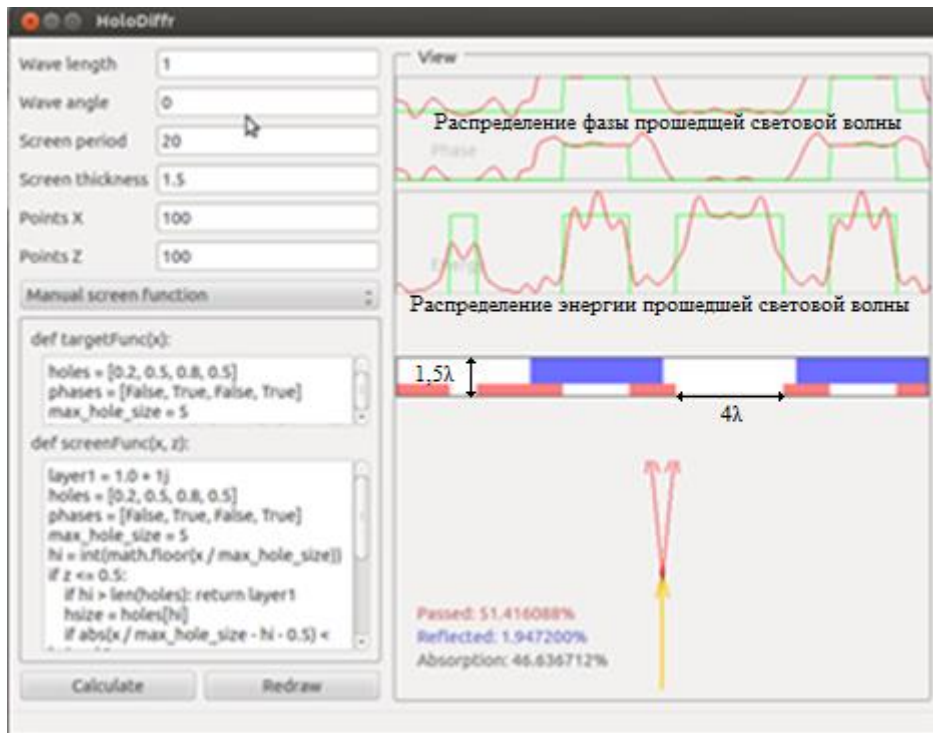 HoloDiffr
Wave length 1
Wave angle 0
Screen period 20
Screen thickness 1.5
Points X 100
Points Z 100
Manual screen function
def targetFunc(x):
holes = [0.2, 0.5, 0.8, 0.5]
phases = [False, True, False, True]
max_hole_size = 5
def screenFunc(x, z):
layer1 = 1.0 + 1j
holes = [0.2, 0.5, 0.8, 0.5]
phases = [False, True, False, True]
max_hole_size = 5
hi = int(math.floor(x / max_hole_size))
if z <= 0.5:
if hi > len(holes): return layer1
hsize = holes[hi]
if abs(x / max_hole_size - hi - 0.5) <
Calculate
Redraw
View
Распределение фазы прошедщей световой волны
Phase
Energy
Распределение энергии прошедшей световой волны
1,5λ
4λ
Passed: 51.416088%
Reflected: 1.947200%
Absorption: 46.636712%